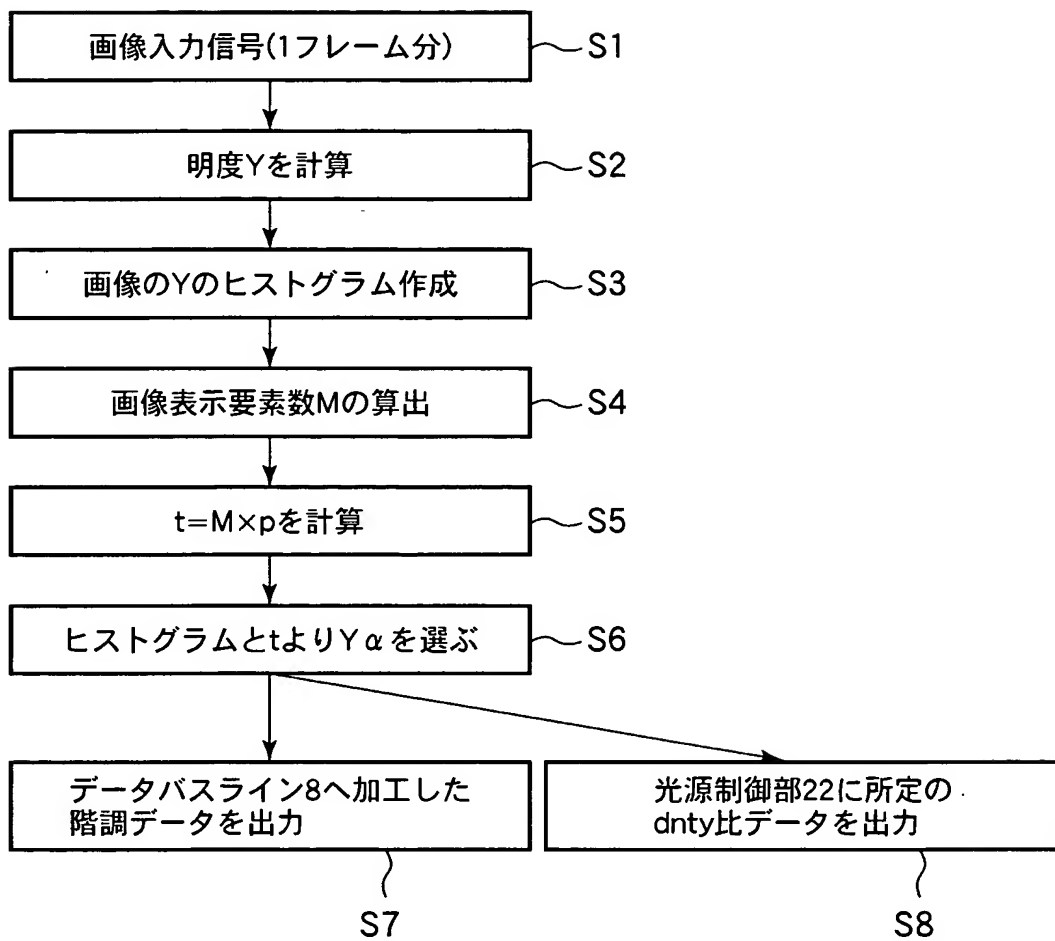 画像入力信号(1フレーム分)
S1
明度Yを計算
S2
画像のYのヒストグラム作成
S3
画像表示要素数Mの算出
S4
t=M×pを計算
S5
ヒストグラムとtよりYαを選ぶ
S6
データバスライン8へ加工した
階調データを出力
S7
光源制御部22に所定の
dnty比データを出力
S8